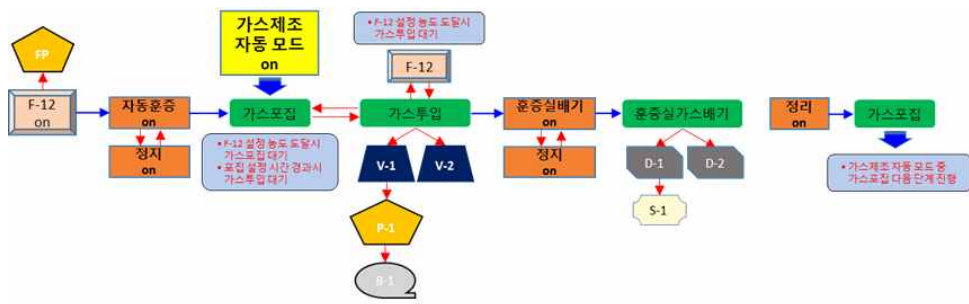 FP
F-12
on
자동훈증
on
정지
on
가스제조
자동 모드
on
가스포집
• F-12 설정 농도 도달시
가스포집 대기
• 포집 설정 시간 경과시
가스투입 대기
• F-12 설정 농도 도달시
가스투입 대기
F-12
가스투입
V-1
V-2
P-1
B-1
훈증실배기
on
정지
on
훈증실가스배기
D-1
D-2
S-1
정리
on
가스포집
• 가스제조 자동 모드 중
가스포집 다음 단계 진행